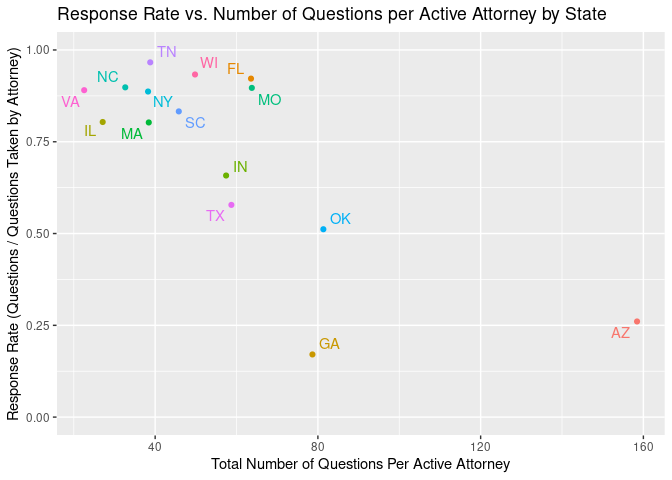 Response Rate vs. Number of Questions per Active Attorney by State
Response Rate (Questions / Questions Taken by Attorney)
1.00
0.75
0.50
0.25
0.00
TN
WI
FL
NC
VA
NY
MO
IL
MA
SC
IN
TX
OK
GA
AZ
40
80
120
160
Total Number of Questions Per Active Attorney